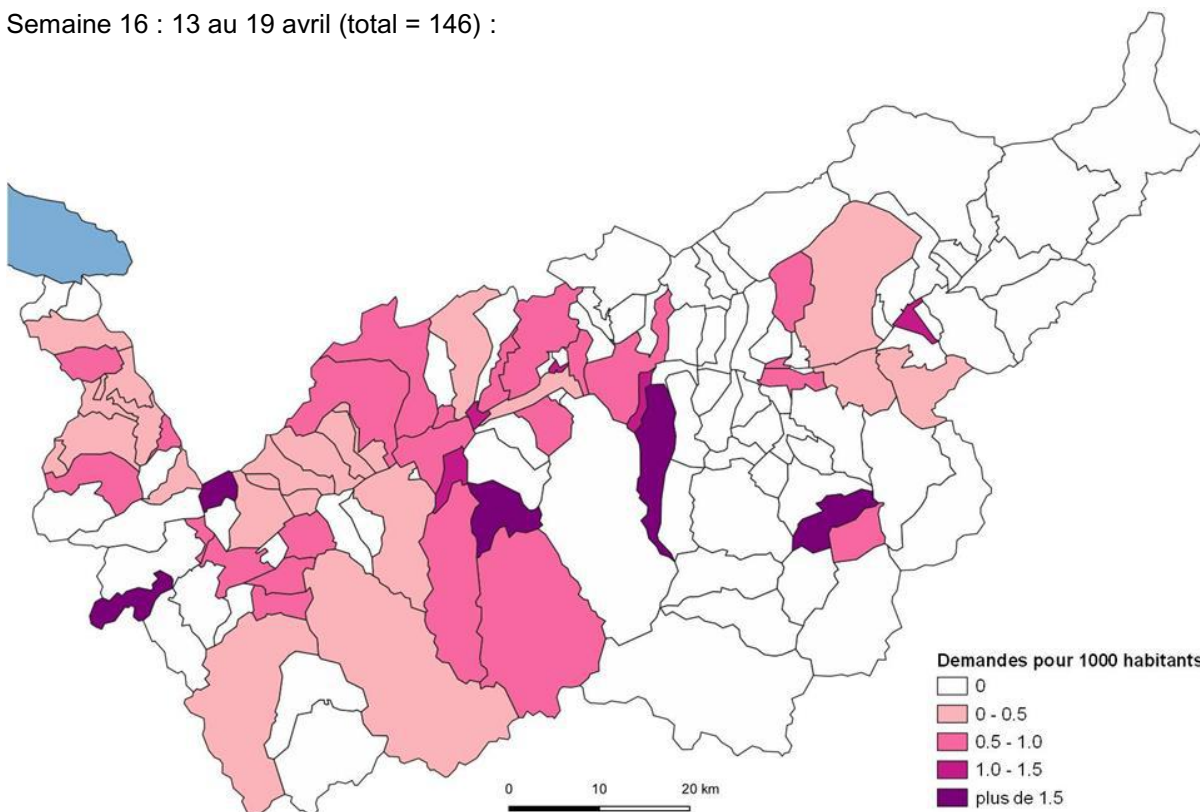 Semaine 16 : 13 au 19 avril (total = 146) :
Demandes pour 1000 habitants
0
0 - 0.5
0.5 - 1.0
1.0 - 1.5
plus de 1.5
0 10 20 km